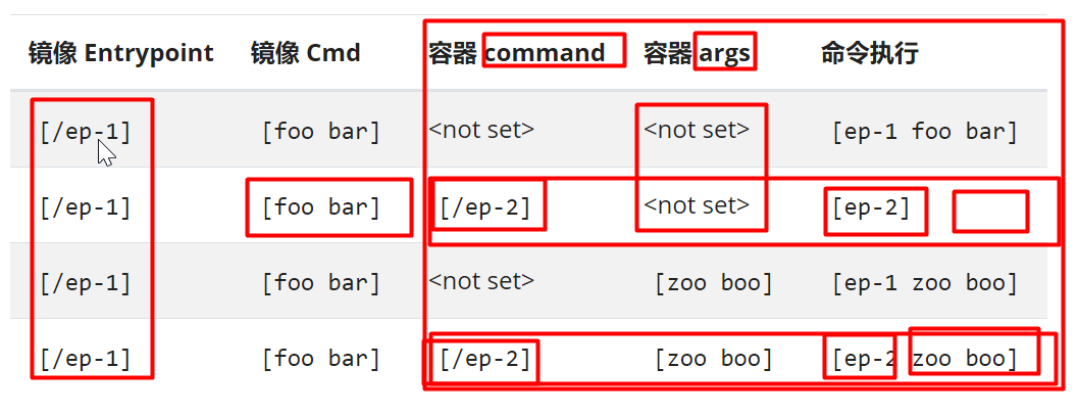 镜像 Entrypoint 镜像 Cmd 容器 command 容器 args 命令执行
[/ep-1] [foo bar] <not set> <not set> [ep-1 foo bar]
[/ep-1] [foo bar] [/ep-2] <not set> [ep-2]
[/ep-1] [foo bar] <not set> [zoo boo] [ep-1 zoo boo]
[/ep-1] [foo bar] [/ep-2] [zoo boo] [ep-2 zoo boo]